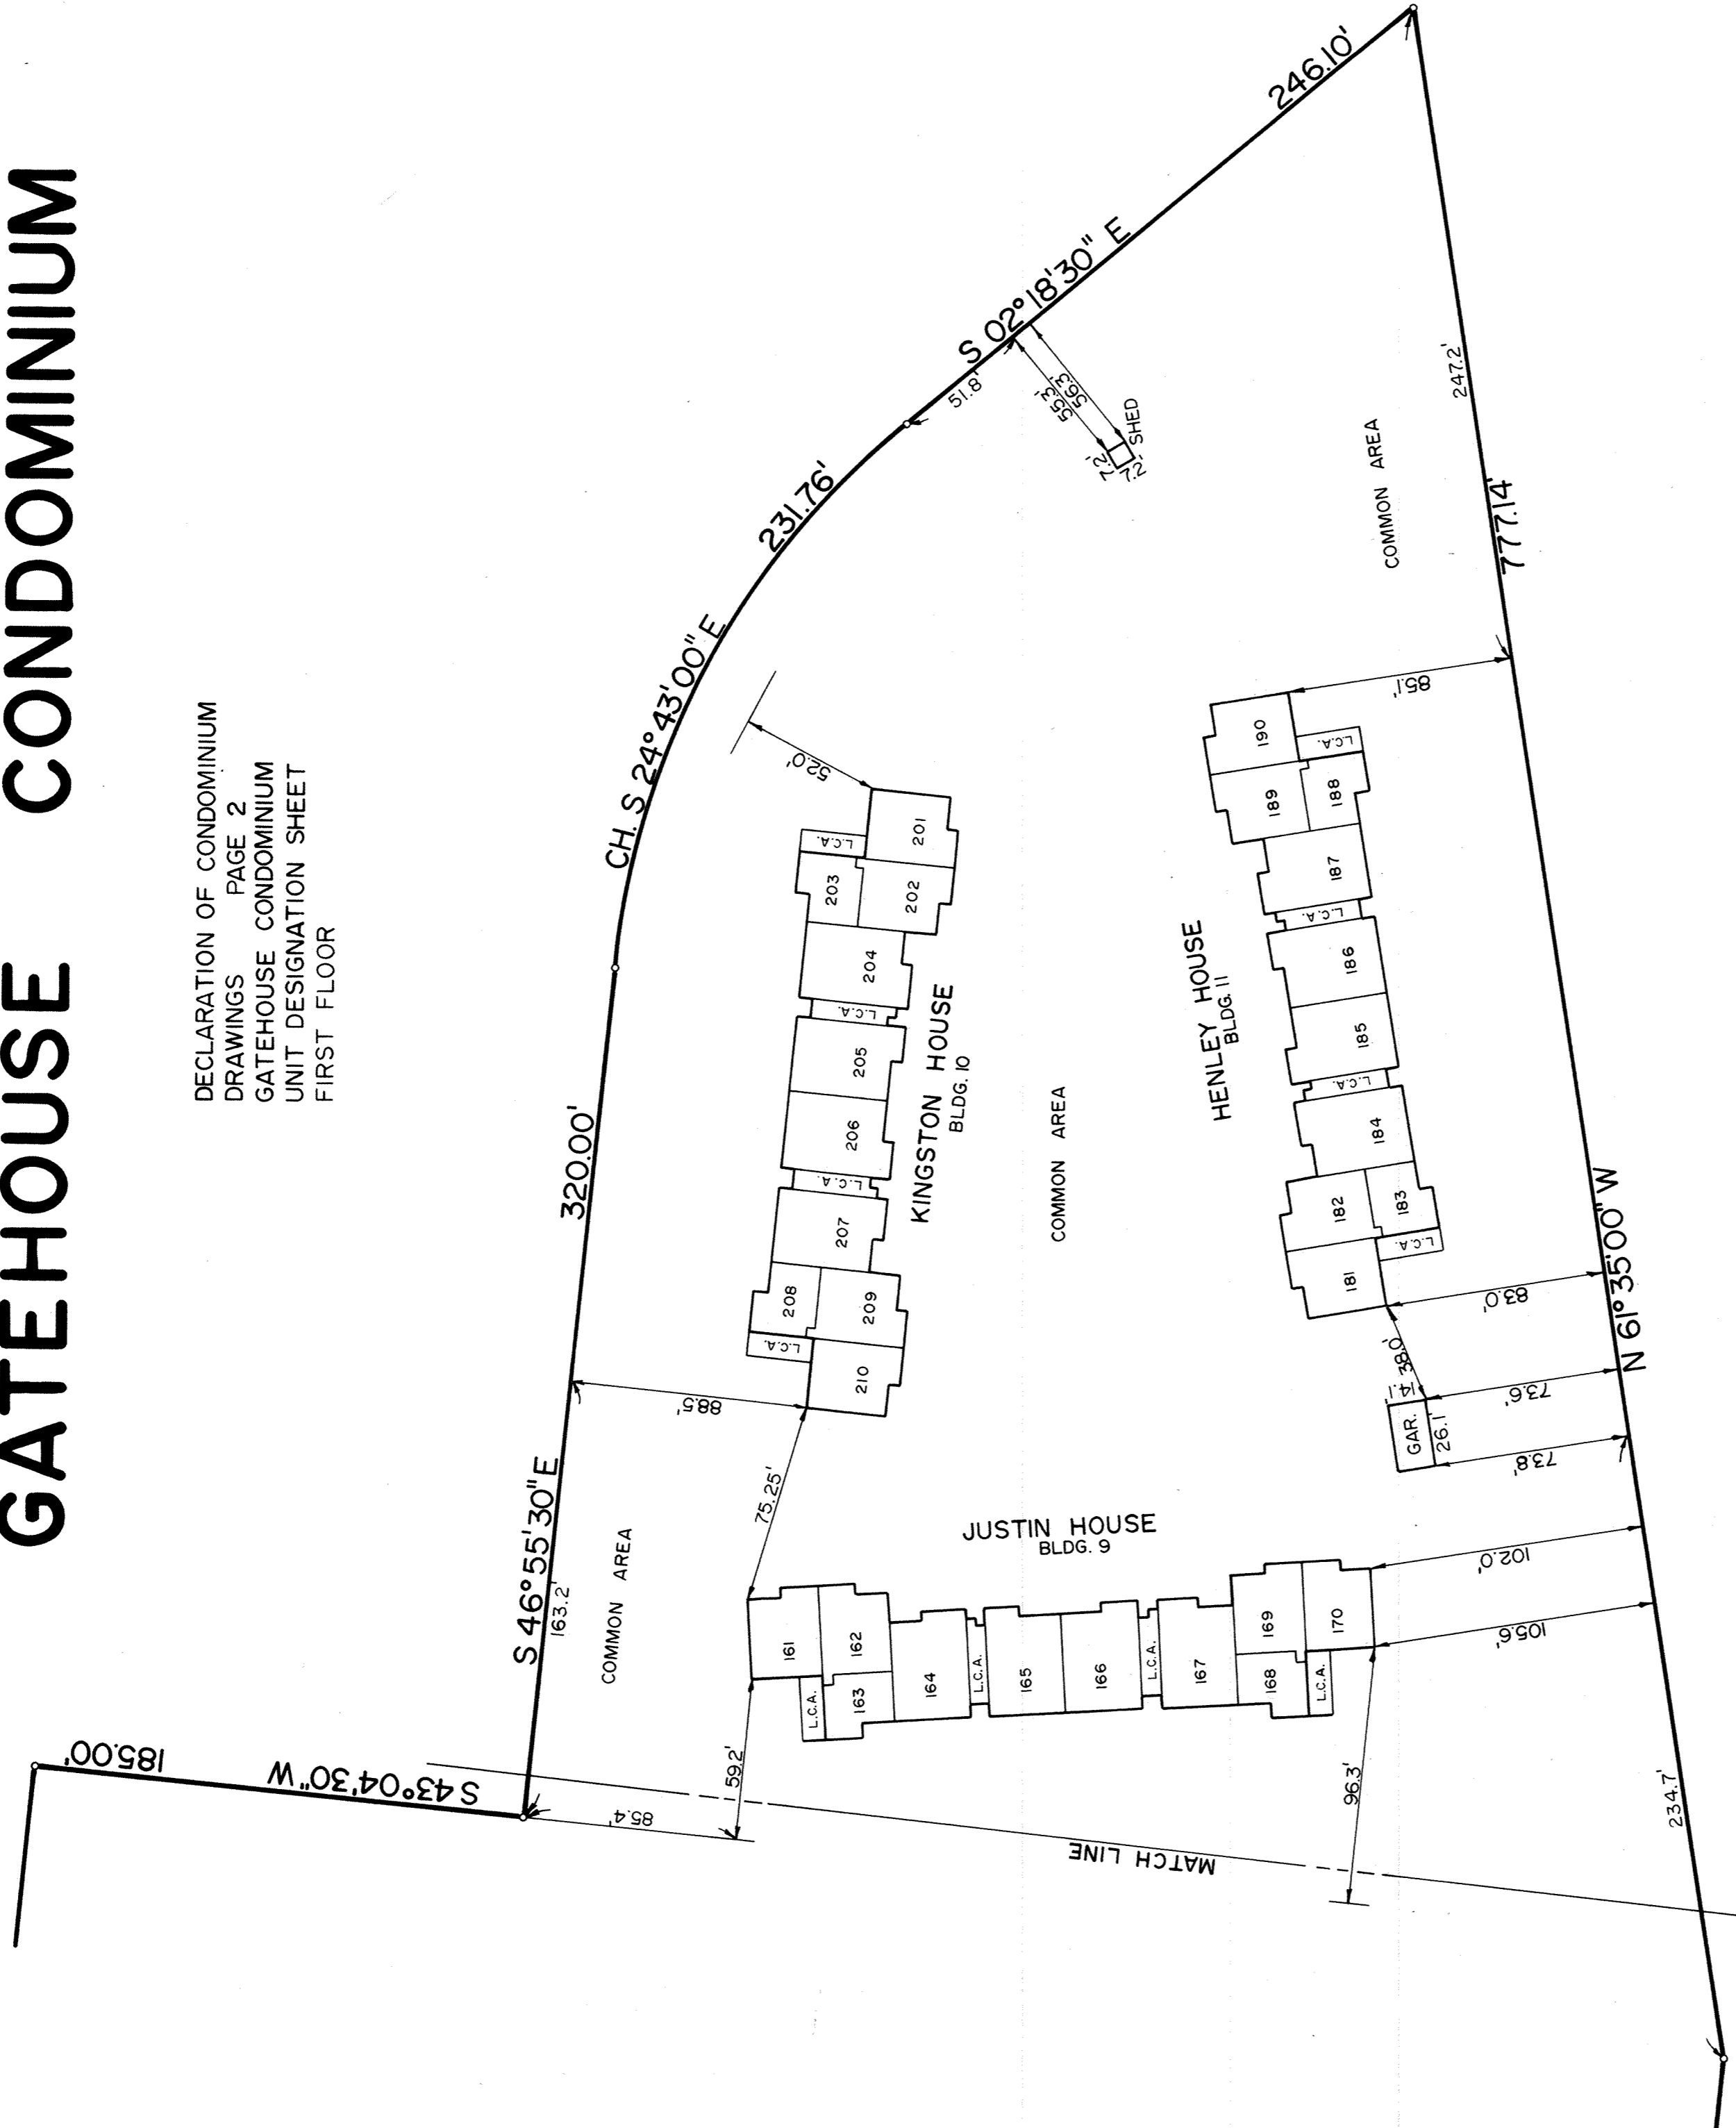 GATEHOUSE CONDOMINIUM
DECLARATION OF CONDOMINIUM
DRAWINGS PAGE 2
GATEHOUSE CONDOMINIUM
UNIT DESIGNATION SHEET
FIRST FLOOR
185.00'
S 43°04'30" W
85.4'
59.2'
S 46°55'30" E
320.00'
163.2'
CH. S 24°43'00" E
231.76'
S 02°18'30" E
246.10'
51.8'
55.3'
56.3'
7.2'
7.2'
SHED
COMMON AREA
88.5'
75.25'
52.0'
201
202
203
L.C.A.
204
L.C.A.
205
206
L.C.A.
207
208
209
L.C.A.
210
KINGSTON HOUSE
BLDG. 10
COMMON AREA
JUSTIN HOUSE
BLDG. 9
161
162
163
L.C.A.
164
L.C.A.
165
166
L.C.A.
167
168
169
L.C.A.
170
96.3'
102.0'
105.6'
MATCH LINE
HENLEY HOUSE
BLDG. 11
181
182
183
L.C.A.
184
L.C.A.
185
186
L.C.A.
187
188
189
L.C.A.
190
85.1'
83.0'
38.0'
14.1'
GAR.
26.1'
73.6'
73.8'
COMMON AREA
247.2'
777.14'
N 61°35'00" W
234.7'